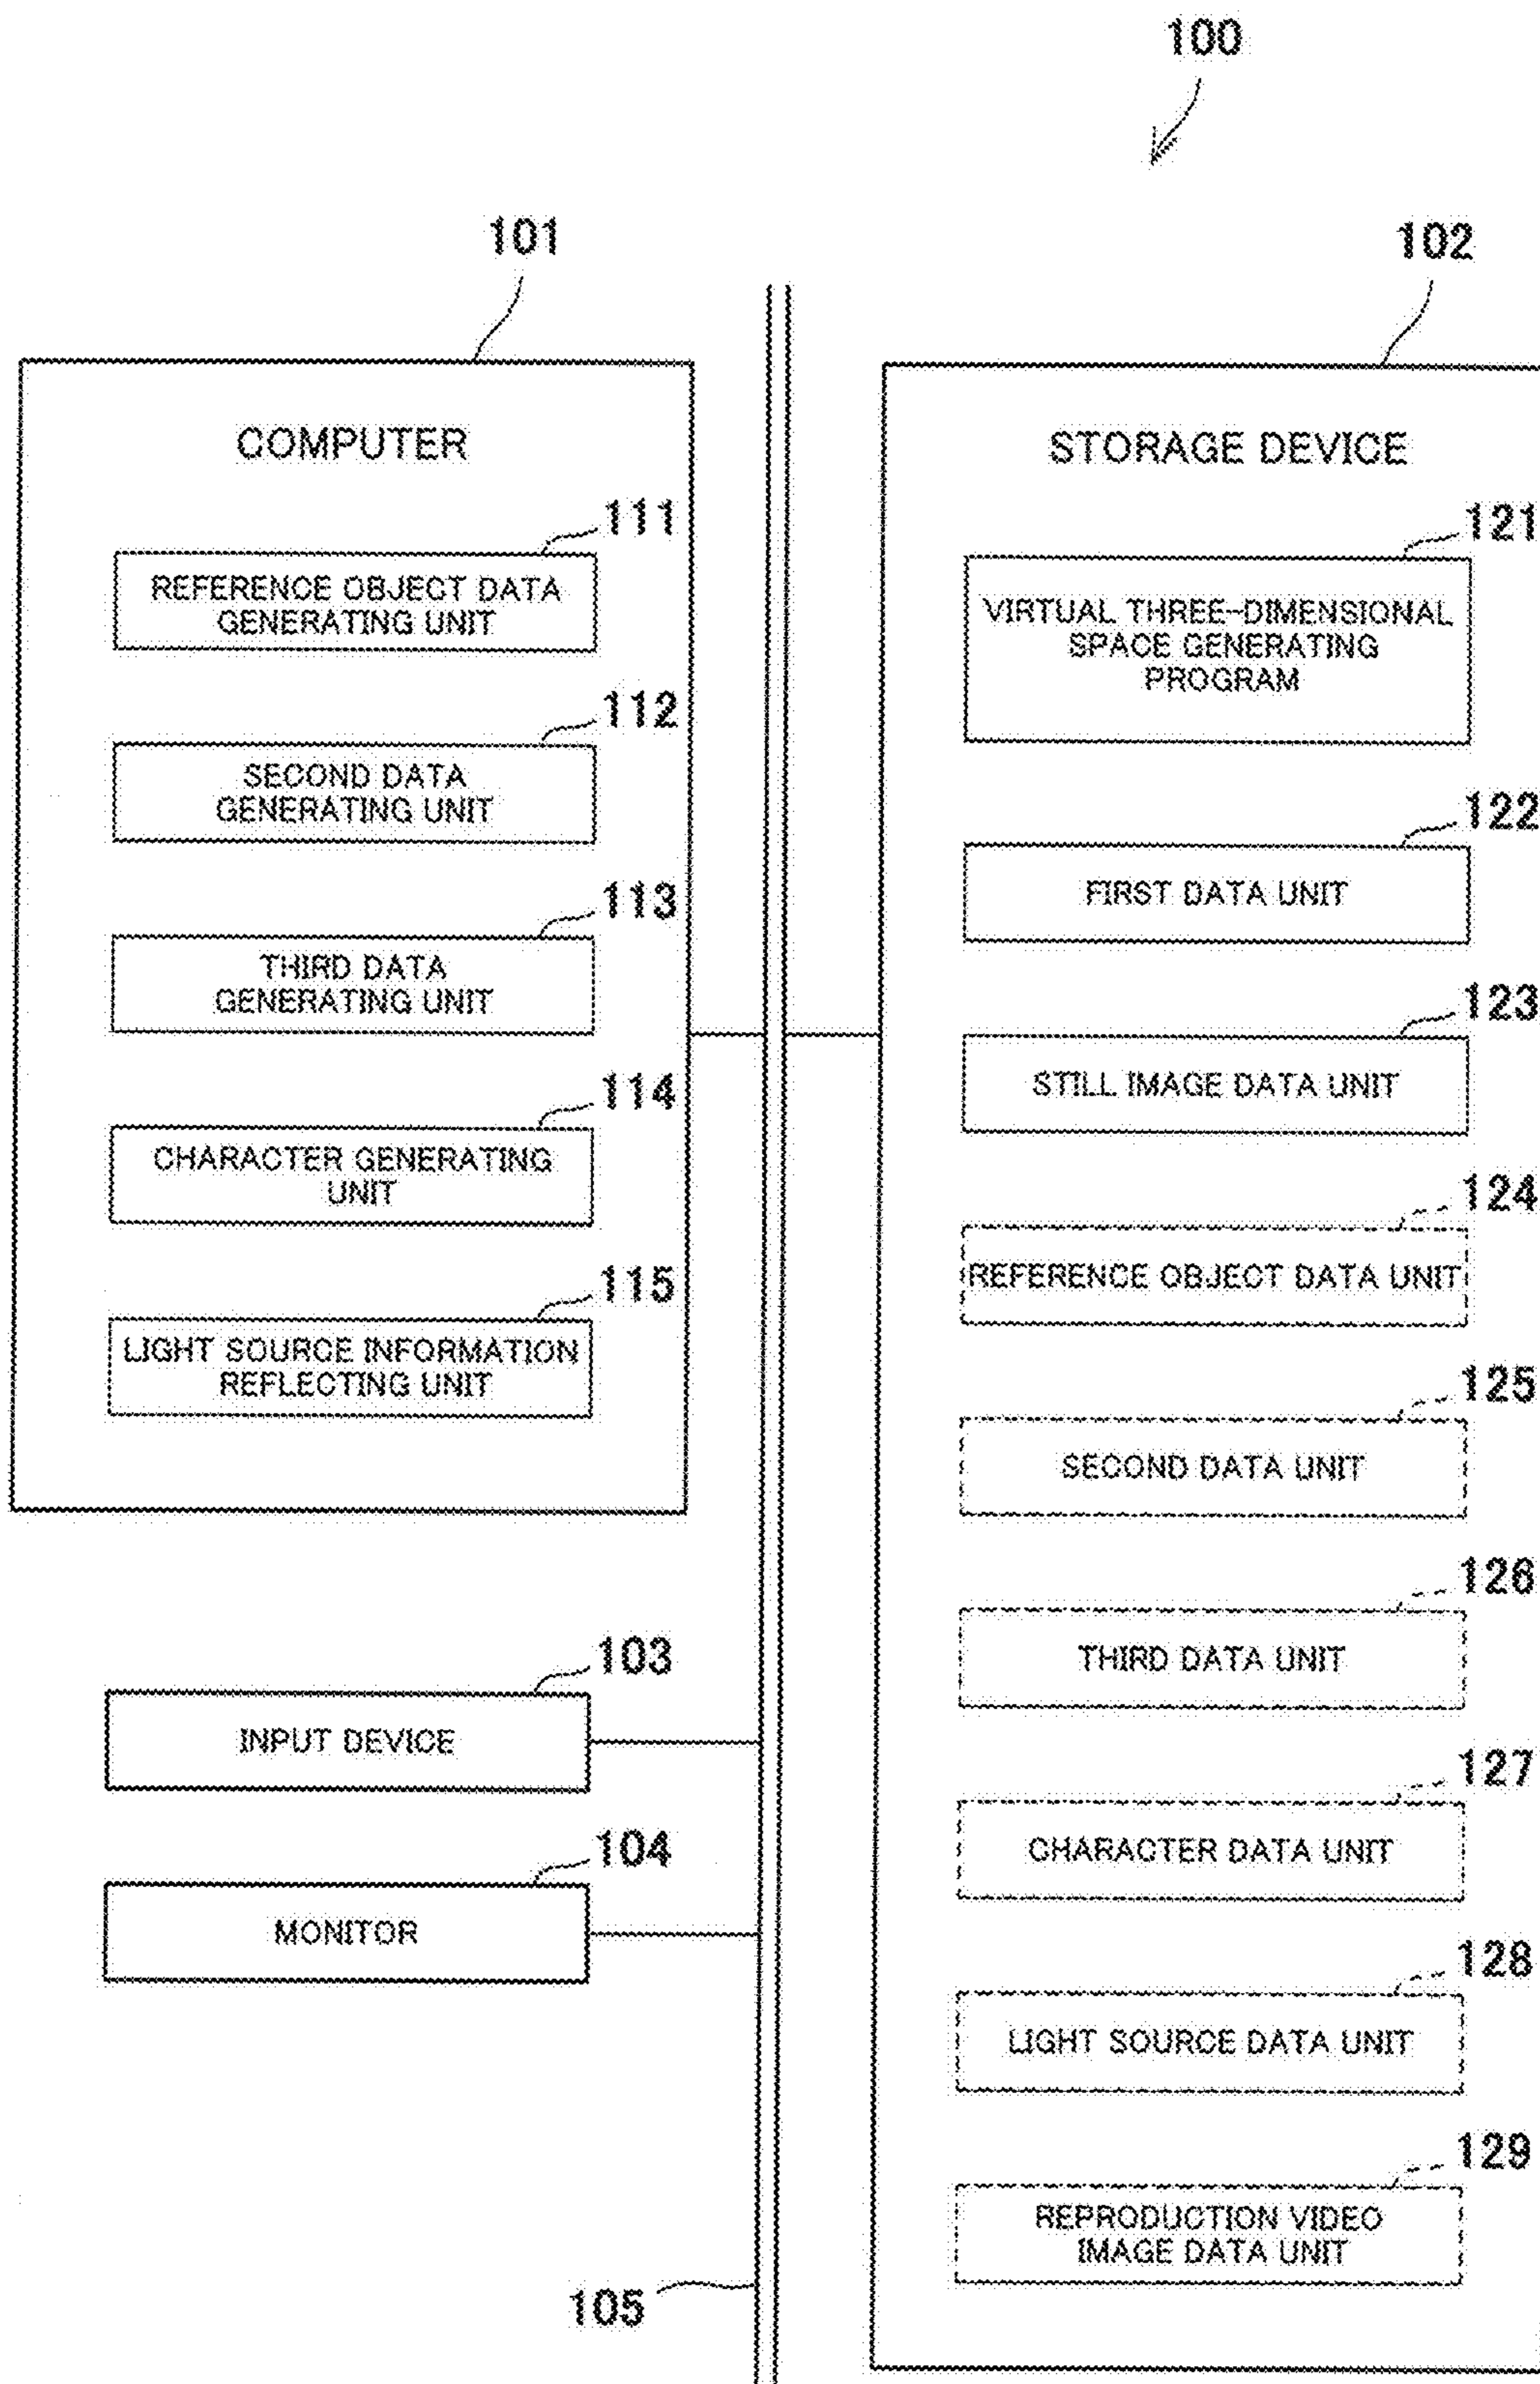 100
101
COMPUTER
111
REFERENCE OBJECT DATA
GENERATING UNIT
112
SECOND DATA
GENERATING UNIT
113
THIRD DATA
GENERATING UNIT
114
CHARACTER GENERATING
UNIT
115
LIGHT SOURCE INFORMATION
REFLECTING UNIT
103
INPUT DEVICE
104
MONITOR
105
102
STORAGE DEVICE
121
VIRTUAL THREE-DIMENSIONAL
SPACE GENERATING
PROGRAM
122
FIRST DATA UNIT
123
STILL IMAGE DATA UNIT
124
REFERENCE OBJECT DATA UNIT
125
SECOND DATA UNIT
126
THIRD DATA UNIT
127
CHARACTER DATA UNIT
128
LIGHT SOURCE DATA UNIT
129
REPRODUCTION VIDEO
IMAGE DATA UNIT